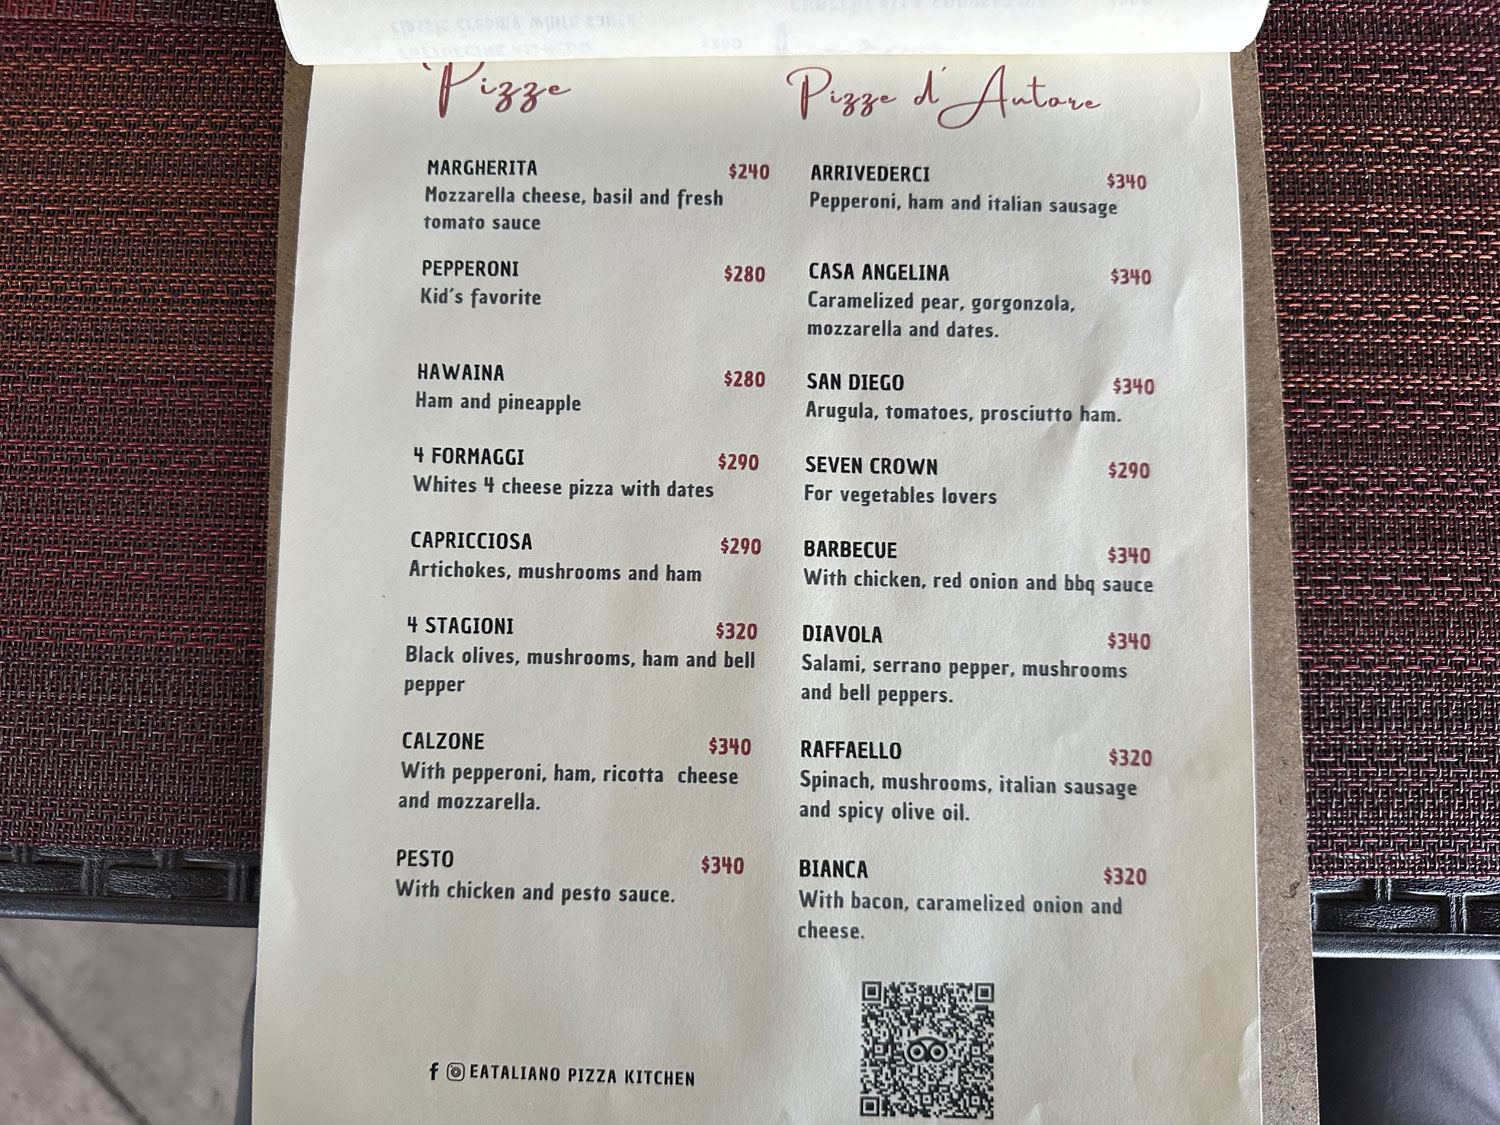 Pizze
MARGHERITA $240
Mozzarella cheese, basil and fresh
tomato sauce
PEPPERONI $280
Kid's favorite
HAWAINA $280
Ham and pineapple
4 FORMAGGI $290
Whites 4 cheese pizza with dates
CAPRICCIOSA $290
Artichokes, mushrooms and ham
4 STAGIONI $320
Black olives, mushrooms, ham and bell
pepper
CALZONE $340
With pepperoni, ham, ricotta cheese
and mozzarella.
PESTO $340
With chicken and pesto sauce.
EATALIANO PIZZA KITCHEN
Pizze d'Autore
ARRIVEDERCI $340
Pepperoni, ham and italian sausage
CASA ANGELINA $340
Caramelized pear, gorgonzola,
mozzarella and dates.
SAN DIEGO $340
Arugula, tomatoes, prosciutto ham.
SEVEN CROWN $290
For vegetables lovers
BARBECUE $340
With chicken, red onion and bbq sauce
DIAVOLA $340
Salami, serrano pepper, mushrooms
and bell peppers.
RAFFAELLO $320
Spinach, mushrooms, italian sausage
and spicy olive oil.
BIANCA $320
With bacon, caramelized onion and
cheese.